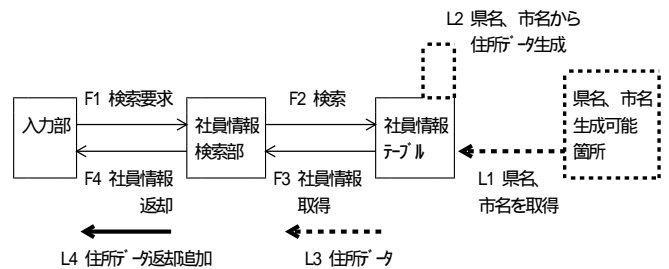 L2 県名、市名から
住所ﾃﾞｰﾀ生成
F1 検索要求
F2 検索
県名、市名
生成可能
箇所
入力部
社員情報
検索部
社員情報
ﾃｰﾌﾞﾙ
F4 社員情報
返却
F3 社員情報
取得
L1 県名、
市名を取得
L4 住所ﾃﾞｰﾀ返却追加
L3 住所ﾃﾞｰﾀ